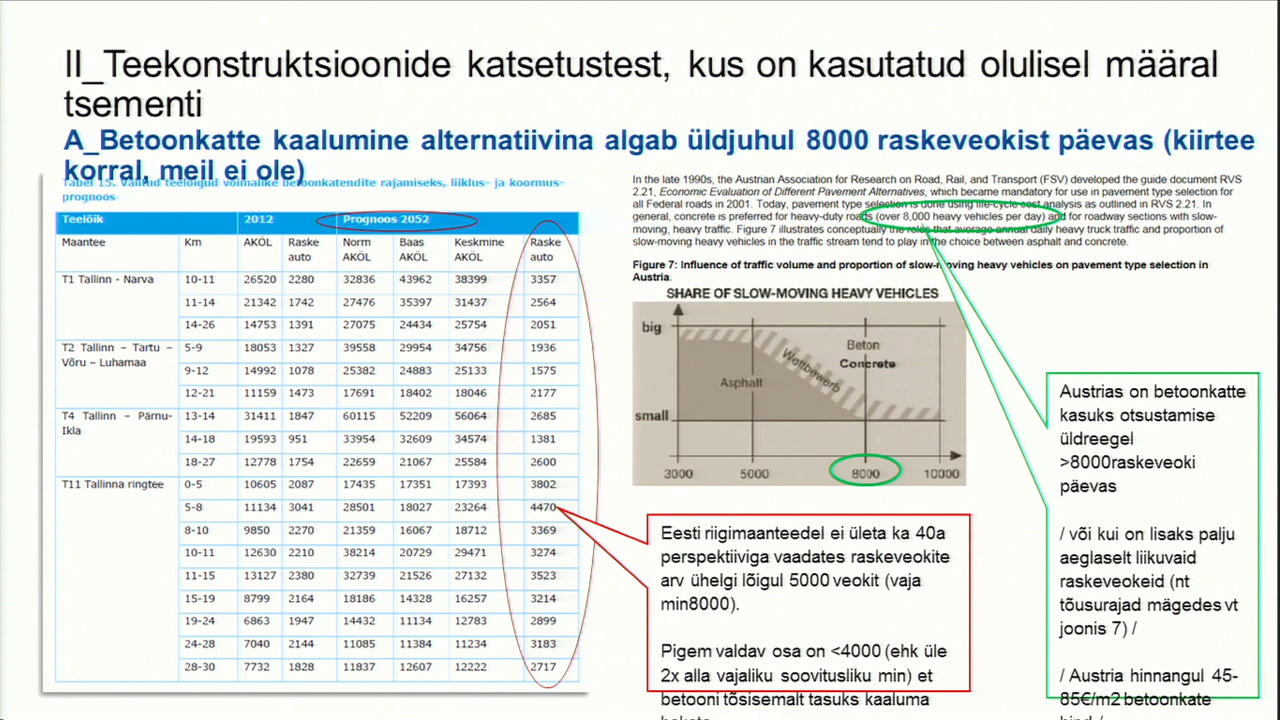 II_Teekonstruktsioonide katsetustest, kus on kasutatud olulisel määral
tsementi
A_Betoonkatte kaalumine alternatiivina algab üldjuhul 8000 raskeveokist päevas (kiirtee
korral, meil ei ole)
Tabel 15. Valitud teelõigud võimalike betoonkatendite rajamiseks, liiklus- ja koormus-
prognoos
Teelõik 2012 Prognoos 2052
Maantee Km AKÖL Raske auto Norm AKÖL Baas AKÖL Keskmine AKÖL Raske auto
T1 Tallinn - Narva 10-11 26520 2280 32836 43962 38399 3357
11-14 21342 1742 27476 35397 31437 2564
14-26 14753 1391 27075 24434 25754 2051
T2 Tallinn – Tartu – Võru – Luhamaa 5-9 18053 1327 39558 29954 34756 1936
9-12 14992 1078 25382 24883 25133 1575
12-21 11159 1473 17691 18402 18046 2177
T4 Tallinn – Pärnu-Ikla 13-14 31411 1847 60115 52209 56064 2685
14-18 19593 951 33954 32609 34574 1381
18-27 12778 1754 22659 21067 25584 2600
T11 Tallinna ringtee 0-5 10605 2087 17435 17351 17393 3802
5-8 11134 3041 28501 18027 23264 4470
8-10 9850 2270 21359 16067 18712 3369
10-11 12630 2210 38214 20729 29471 3274
11-15 13127 2380 32739 21526 27132 3523
15-19 8799 2164 18186 14328 16257 3214
19-24 6863 1947 14432 11134 12783 2899
24-28 7040 2144 11085 11384 11234 3183
28-30 7732 1828 11837 12607 12222 2717
In the late 1990s, the Austrian Association for Research on Road, Rail, and Transport (FSV) developed the guide document RVS
2.21, Economic Evaluation of Different Pavement Alternatives, which became mandatory for use in pavement type selection for
all Federal roads in 2001. Today, pavement type selection is done using life-cycle cost analysis as outlined in RVS 2.21. In
general, concrete is preferred for heavy-duty roads (over 8,000 heavy vehicles per day) and for roadway sections with slow-
moving, heavy traffic. Figure 7 illustrates conceptually the roles that average annual daily heavy truck traffic and proportion of
slow-moving heavy vehicles in the traffic stream tend to play in the choice between asphalt and concrete.
Figure 7: Influence of traffic volume and proportion of slow-moving heavy vehicles on pavement type selection in
Austria.
SHARE OF SLOW-MOVING HEAVY VEHICLES
big
Beton
Concrete
Wettbewerb
Asphalt
small
3000 5000 8000 10000
Eesti riigimaanteedel ei ületa ka 40a
perspektiiviga vaadates raskeveokite
arv ühelgi lõigul 5000 veokit (vaja
min8000).
Pigem valdav osa on <4000 (ehk üle
2x alla vajaliku soovitusliku min) et
betooni tõsisemalt tasuks kaaluma
Austrias on betoonkatte
kasuks otsustamise
üldreegel
>8000raskeveoki
päevas
/ või kui on lisaks palju
aeglaselt liikuvaid
raskeveokeid (nt
tõusurajad mägedes vt
joonis 7) /
/ Austria hinnangul 45-
85€/m2 betoonkate